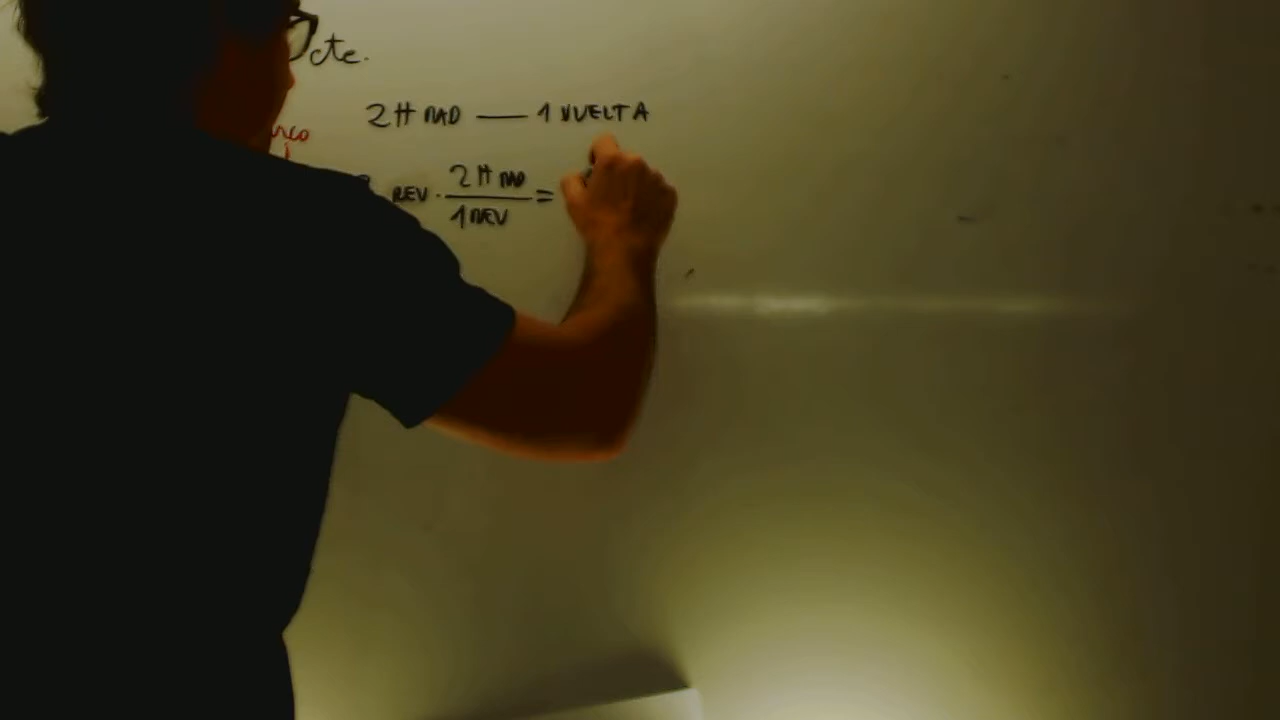 cte.
2π RAD — 1 VUELTA
REV · 2π RAD / 1 REV =